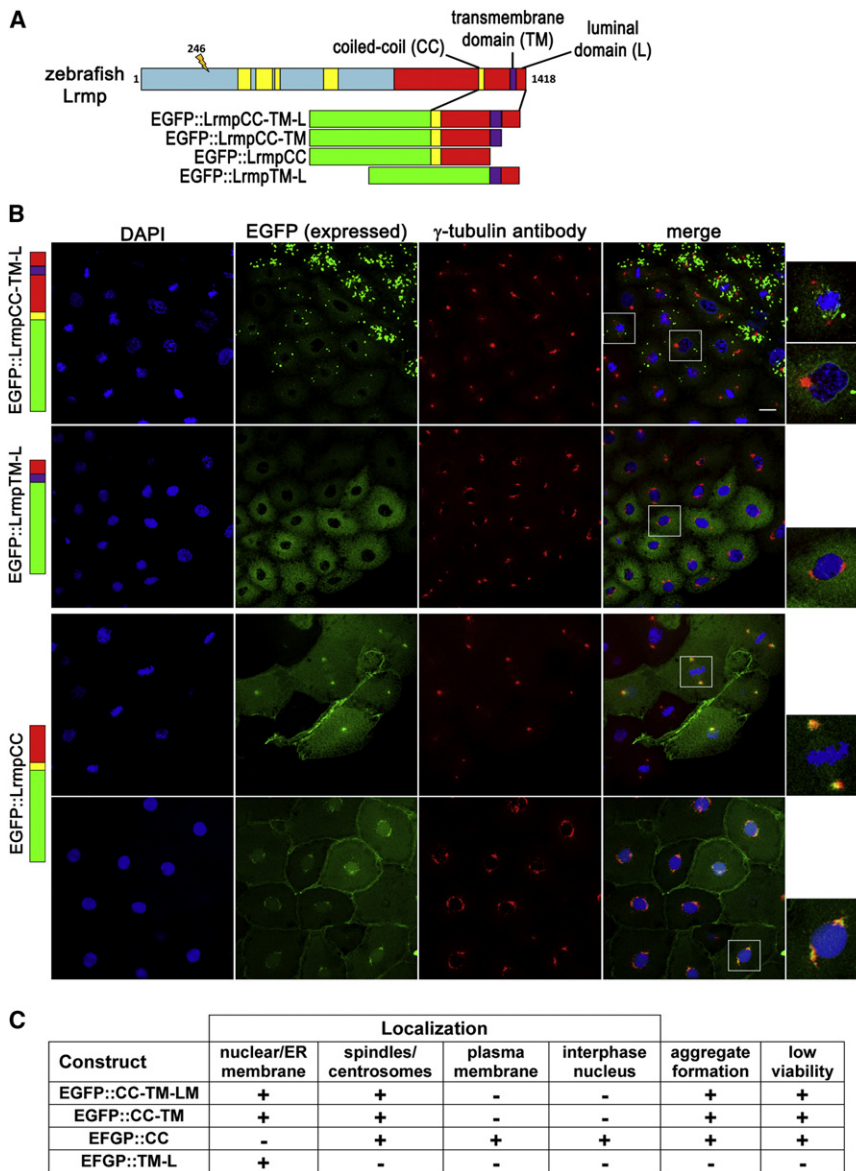 A
246
transmembrane
domain (TM)
luminal
domain (L)
coiled-coil (CC)
zebrafish
Lrmp
1
1418
EGFP::LrmpCC-TM-L
EGFP::LrmpCC-TM
EGFP::LrmpCC
EGFP::LrmpTM-L
B
DAPI
EGFP (expressed)
γ-tubulin antibody
merge
EGFP::LrmpCC-TM-L
EGFP::LrmpTM-L
EGFP::LrmpCC
C
Localization
Construct
nuclear/ER
membrane
spindles/
centrosomes
plasma
membrane
interphase
nucleus
aggregate
formation
low
viability
EGFP::CC-TM-LM + + - - + +
EGFP::CC-TM + + - - + +
EFGP::CC - + + + + +
EFGP::TM-L + - - - - -